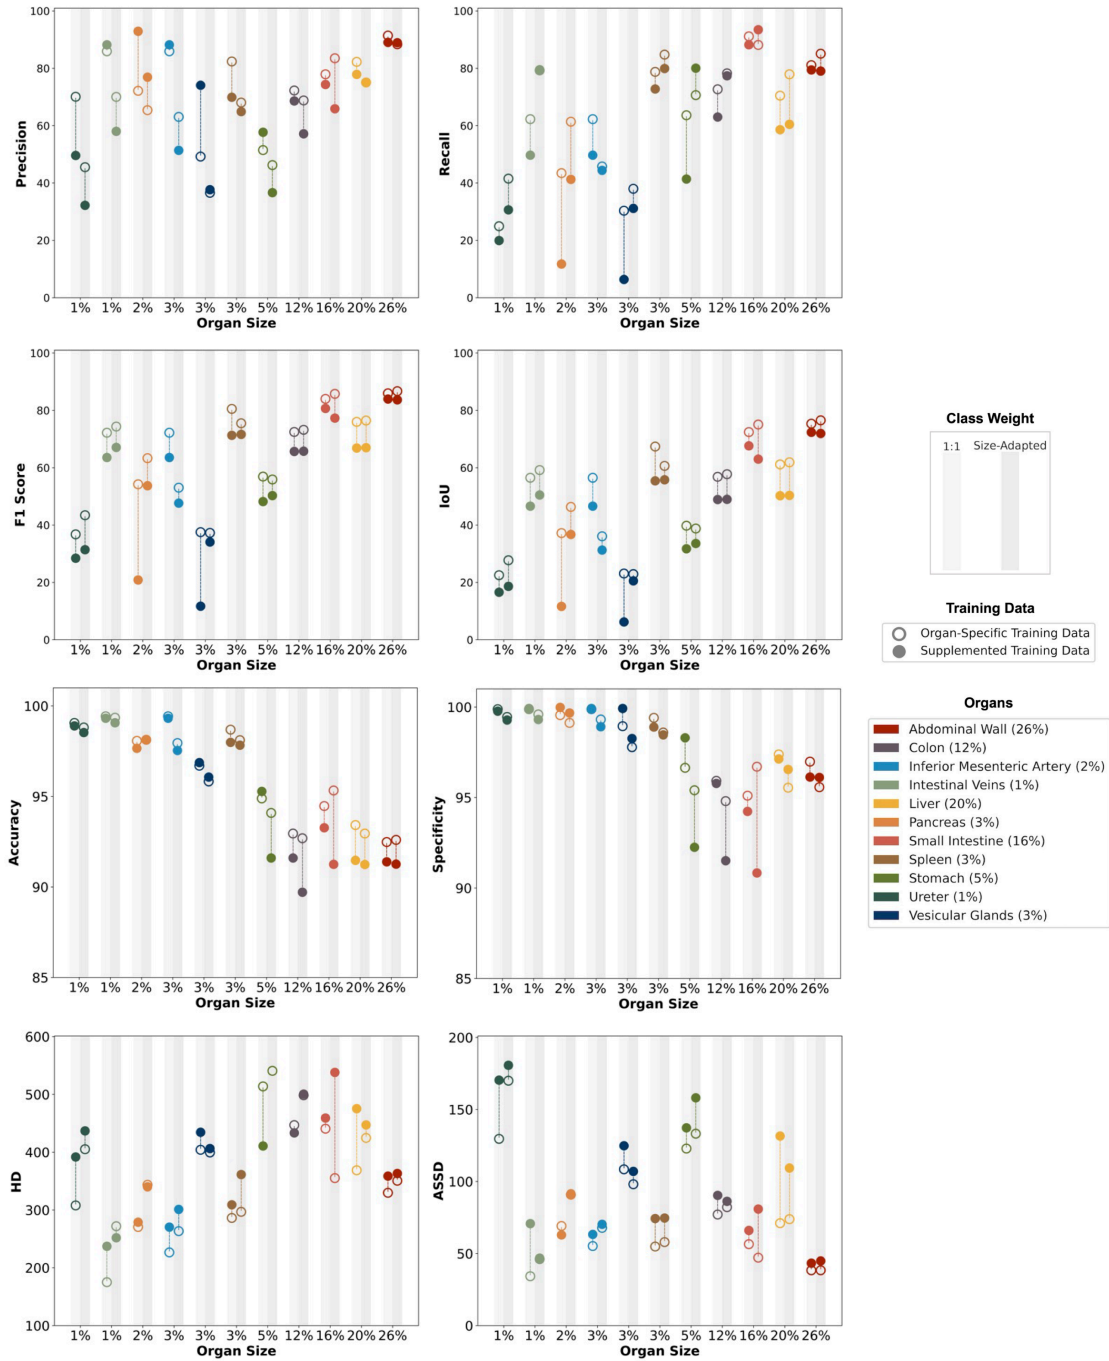 100
80
60
40
20
0
Precision
1% 1% 2% 3% 3% 3% 5% 12% 16% 20% 26%
Organ Size
100
80
60
40
20
0
Recall
1% 1% 2% 3% 3% 3% 5% 12% 16% 20% 26%
Organ Size
100
80
60
40
20
0
F1 Score
1% 1% 2% 3% 3% 3% 5% 12% 16% 20% 26%
Organ Size
100
80
60
40
20
0
IoU
1% 1% 2% 3% 3% 3% 5% 12% 16% 20% 26%
Organ Size
Class Weight
1:1 Size-Adapted
Training Data
Organ-Specific Training Data
Supplemented Training Data
100
95
90
85
Accuracy
1% 1% 2% 3% 3% 3% 5% 12% 16% 20% 26%
Organ Size
100
95
90
85
Specificity
1% 1% 2% 3% 3% 3% 5% 12% 16% 20% 26%
Organ Size
Organs
Abdominal Wall (26%)
Colon (12%)
Inferior Mesenteric Artery (2%)
Intestinal Veins (1%)
Liver (20%)
Pancreas (3%)
Small Intestine (16%)
Spleen (3%)
Stomach (5%)
Ureter (1%)
Vesicular Glands (3%)
600
500
400
300
200
100
HD
1% 1% 2% 3% 3% 3% 5% 12% 16% 20% 26%
Organ Size
200
150
100
50
0
ASSD
1% 1% 2% 3% 3% 3% 5% 12% 16% 20% 26%
Organ Size